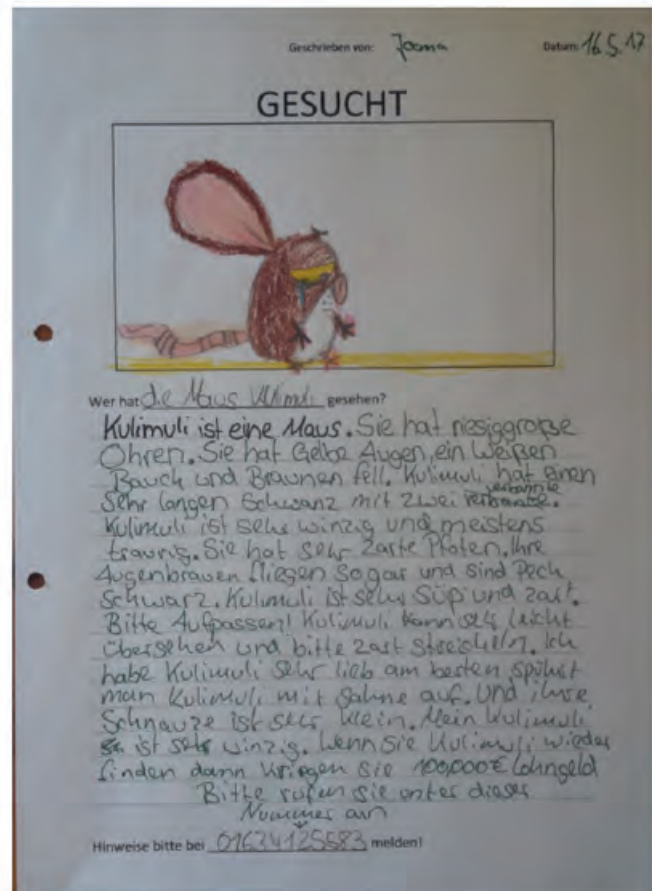 Geschrieben von: Joana Datum: 16.5.17
GESUCHT
Wer hat die Maus Kulimuli gesehen?
Kulimuli ist eine Maus. Sie hat riesiggroße
Ohren. Sie hat Gelbe Augen, ein Weißen
Bauch und Braunen fell. Kulimuli hat einen
Sehr langen Schwanz mit zwei verbannte.
Kulimuli ist sehr winzig und meistens
traurig. Sie hat sehr Zarte Pfoten. Ihre
Augenbrauen fliegen sogar und sind Pech
Schwarz. Kulimuli ist sehr Süß und zart.
Bitte Aufpassen! Kulimuli kann sehr leicht
übersehen und bitte zart streicheln. Ich
habe Kulimuli sehr lieb am besten spührt
man Kulimuli mit Sahne auf. Und ihre
Schnauze ist sehr klein. Mein Kulimuli
ist sehr winzig. Wenn Sie Kulimuli wieder
finden dann kriegen Sie 100,000€ Lohngeld
Bitte rufen sie unter dieser
Nummer an
Hinweise bitte bei 01634125583 melden!